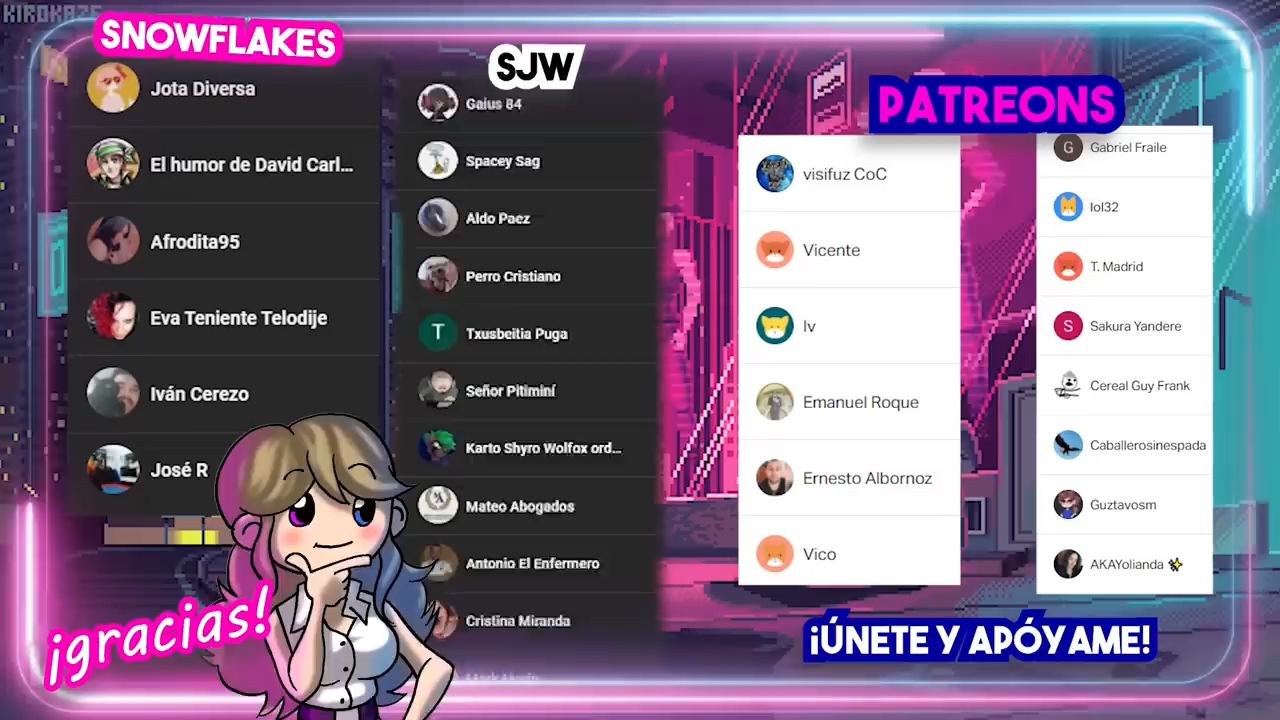 KIROKAZE
SNOWFLAKES
Jota Diversa
El humor de David Carl...
Afrodita95
Eva Teniente Telodije
Iván Cerezo
José R
¡gracias!
SJW
Gaius 84
Spacey Sag
Aldo Paez
Perro Cristiano
T
Txusbeitia Puga
Señor Pitiminí
Karto Shyro Wolfox ord...
Mateo Abogados
Antonio El Enfermero
Cristina Miranda
PATREONS
visifuz CoC
Vicente
Iv
Emanuel Roque
Ernesto Albornoz
Vico
G
Gabriel Fraile
lol32
T. Madrid
S
Sakura Yandere
Cereal Guy Frank
Caballerosinespada
Guztavosm
AKAYolianda ✨
¡ÚNETE Y APÓYAME!